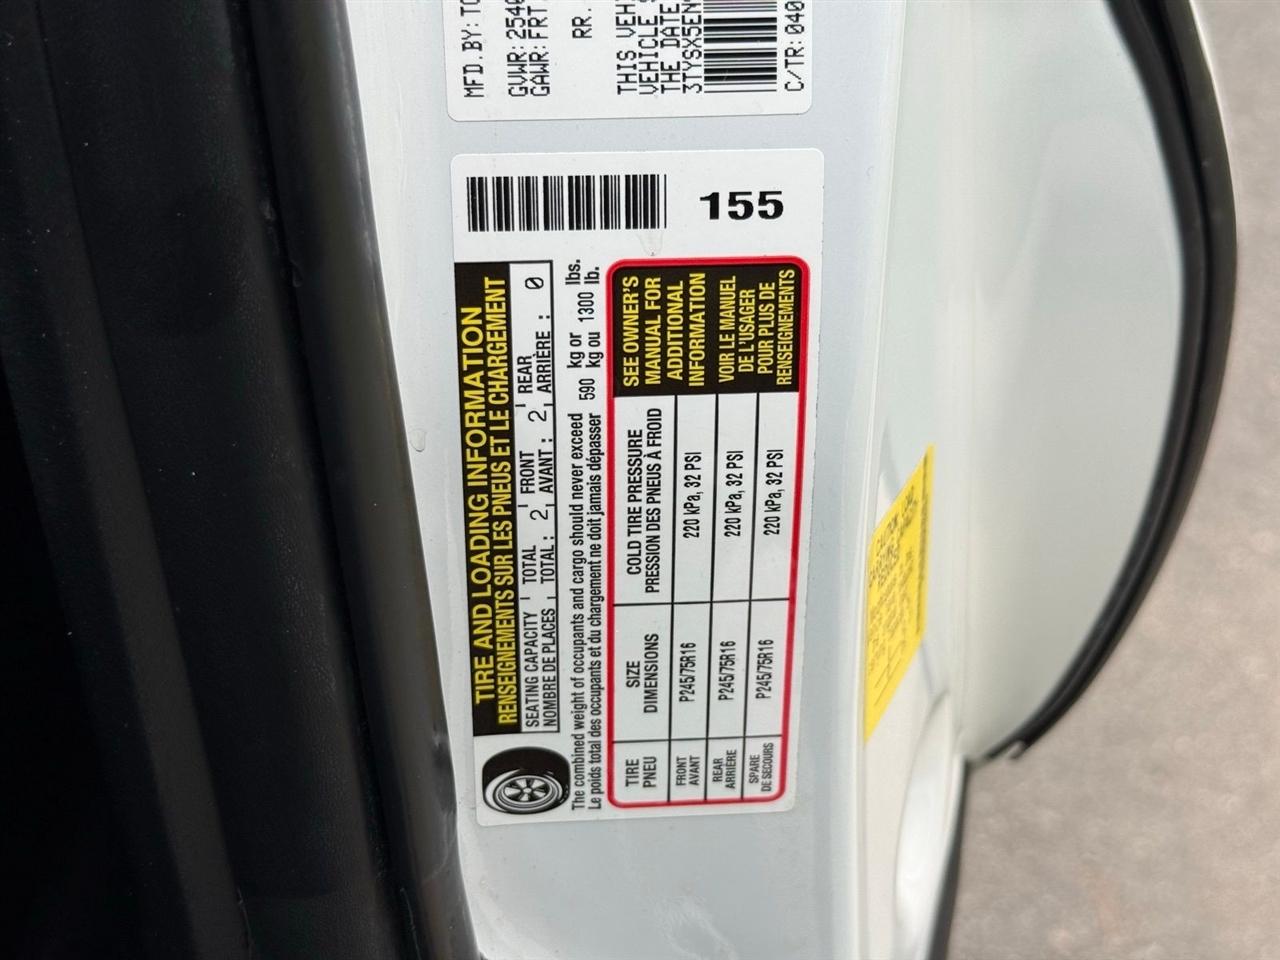 MFD.BY:TO
GVWR:254
GAWR:FRT
RR.
THIS VEH
VEHICLE S
THE DATE
3TYSX5EN
C/TR:040
155
TIRE AND LOADING INFORMATION
RENSEIGNEMENTS SUR LES PNEUS ET LE CHARGEMENT
SEATING CAPACITY TOTAL FRONT REAR
NOMBRE DE PLACES TOTAL : 2 AVANT : 2 ARRIÈRE : 0
The combined weight of occupants and cargo should never exceed 590 kg or 1300 lbs.
Le poids total des occupants et du chargement ne doit jamais dépasser kg ou lb.
TIRE SIZE COLD TIRE PRESSURE
PNEU DIMENSIONS PRESSION DES PNEUS À FROID
FRONT
AVANT P245/75R16 220 kPa, 32 PSI
REAR
ARRIÈRE P245/75R16 220 kPa, 32 PSI
SPARE
DE SECOURS P245/75R16 220 kPa, 32 PSI
SEE OWNER'S
MANUAL FOR
ADDITIONAL
INFORMATION
VOIR LE MANUEL
DE L'USAGER
POUR PLUS DE
RENSEIGNEMENTS